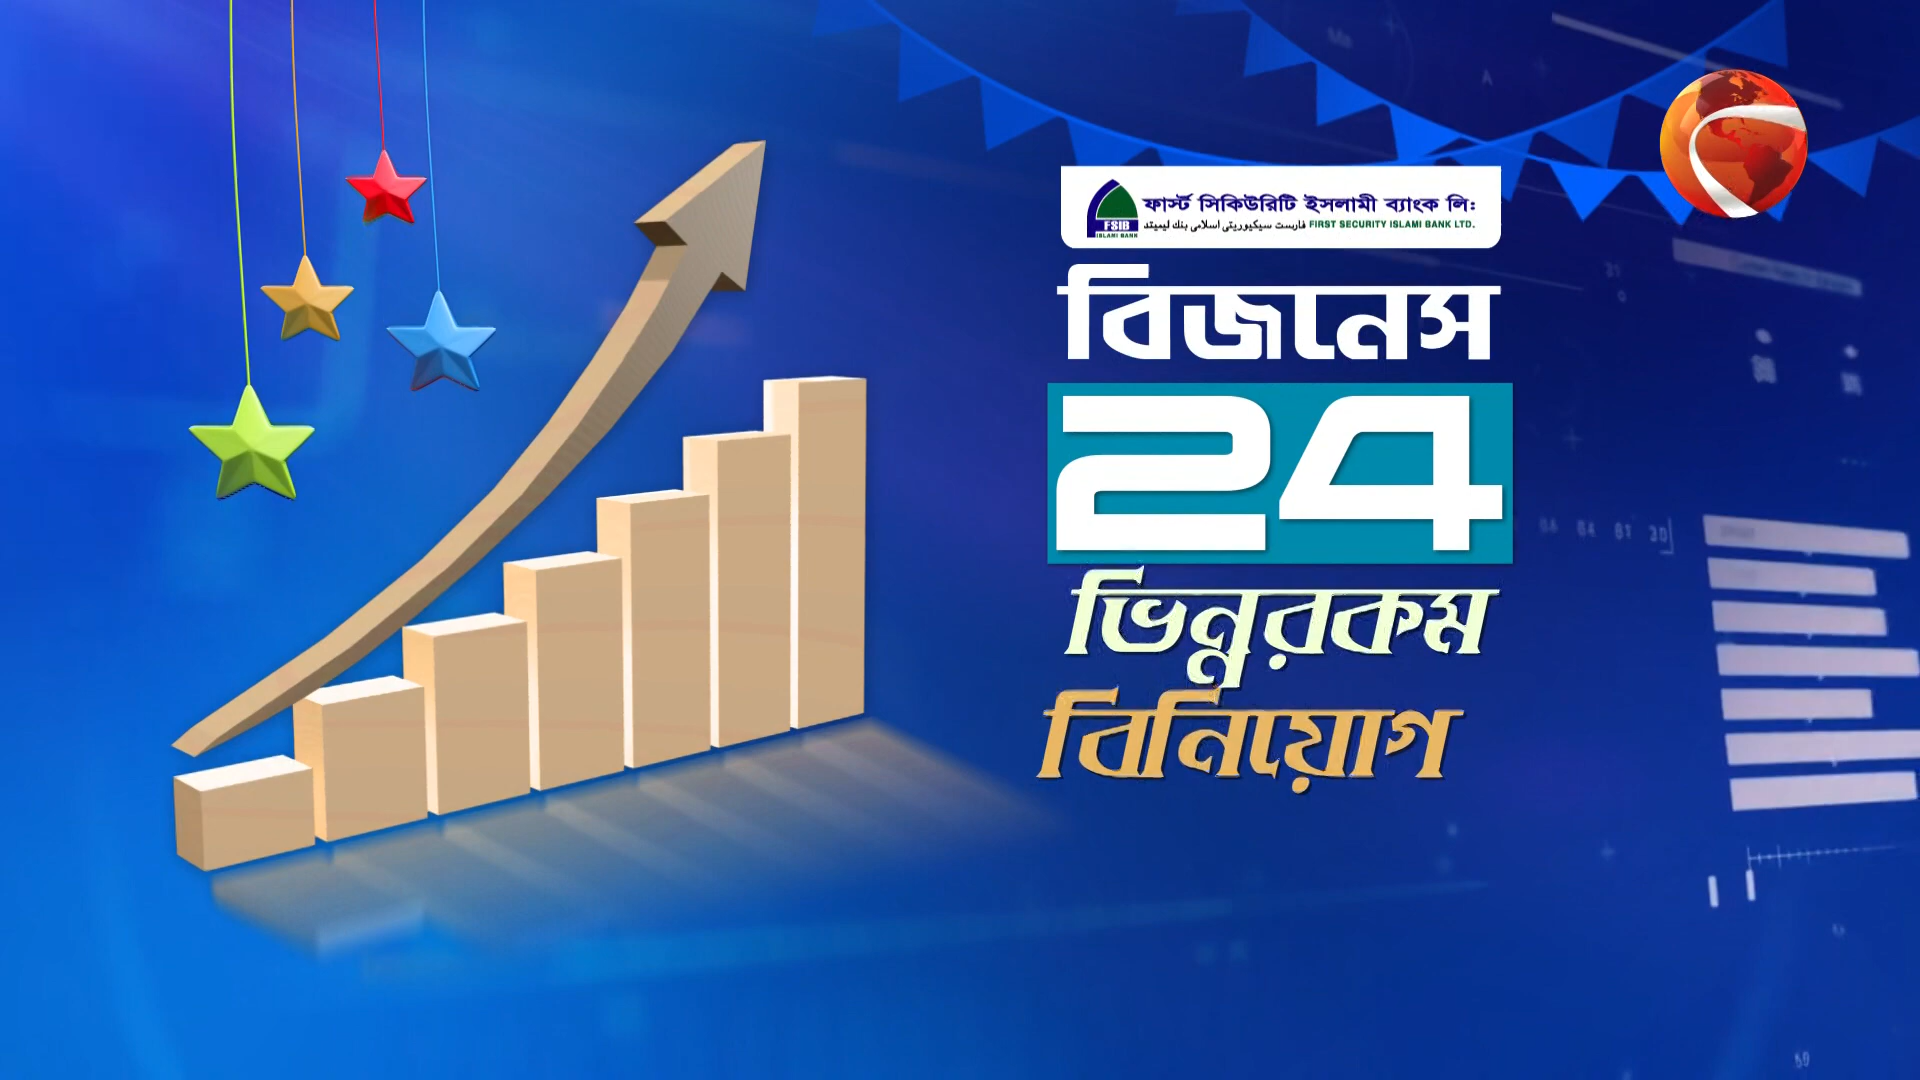 ফার্স্ট সিকিউরিটি ইসলামী ব্যাংক লি:
فارست سيكيوريتى اسلامى بنك ليميتد FIRST SECURITY ISLAMI BANK LTD.
FSIB
ISLAMI BANK
বিজনেস
24
ভিন্নরকম
বিনিয়োগ